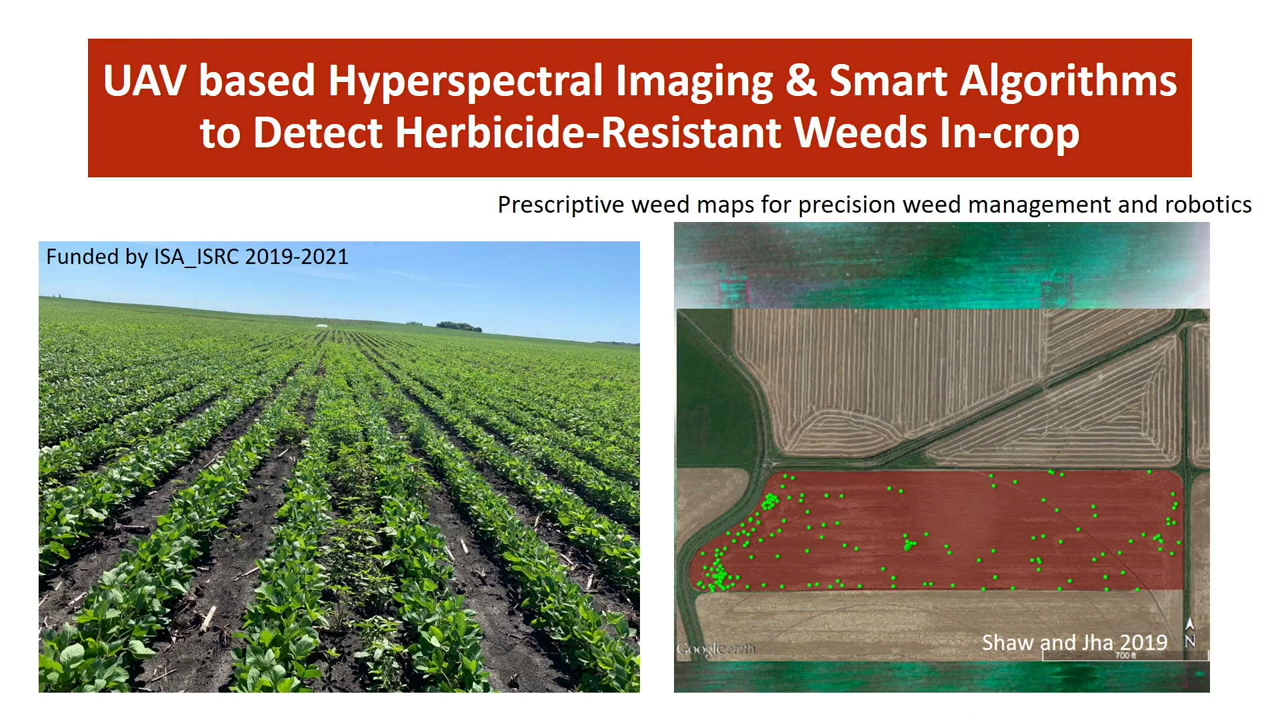 UAV based Hyperspectral Imaging & Smart Algorithms
to Detect Herbicide-Resistant Weeds In-crop
Prescriptive weed maps for precision weed management and robotics
Funded by ISA_ISRC 2019-2021
Shaw and Jha 2019
N
Google earth
700 ft